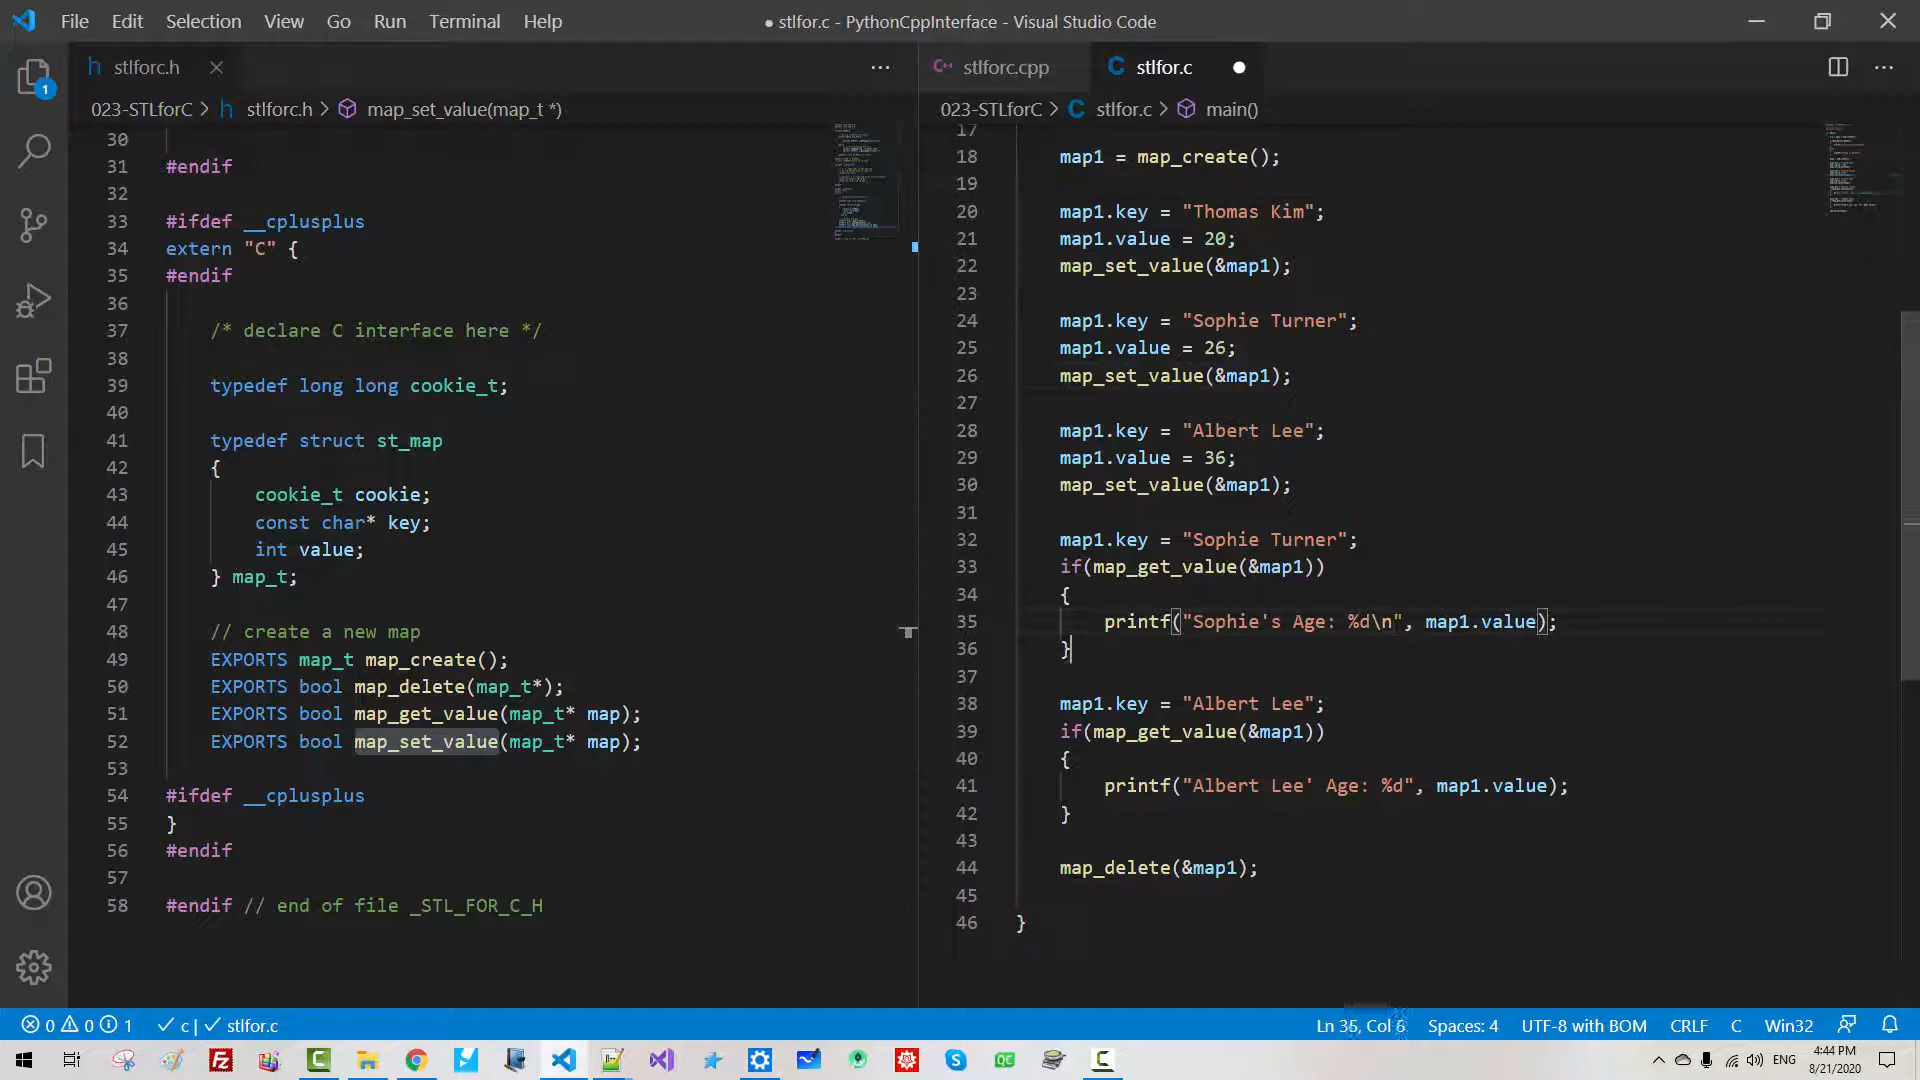 File Edit Selection View Go Run Terminal Help
● stlfor.c - PythonCppInterface - Visual Studio Code
stlforc.h
023-STLforC > stlforc.h > map_set_value(map_t *)
30
31 #endif
32
33 #ifdef __cplusplus
34 extern "C" {
35 #endif
36
37 /* declare C interface here */
38
39 typedef long long cookie_t;
40
41 typedef struct st_map
42 {
43 cookie_t cookie;
44 const char* key;
45 int value;
46 } map_t;
47
48 // create a new map
49 EXPORTS map_t map_create();
50 EXPORTS bool map_delete(map_t*);
51 EXPORTS bool map_get_value(map_t* map);
52 EXPORTS bool map_set_value(map_t* map);
53
54 #ifdef __cplusplus
55 }
56 #endif
57
58 #endif // end of file _STL_FOR_C_H
stlforc.cpp
stlfor.c
023-STLforC > stlfor.c > main()
17
18 map1 = map_create();
19
20 map1.key = "Thomas Kim";
21 map1.value = 20;
22 map_set_value(&map1);
23
24 map1.key = "Sophie Turner";
25 map1.value = 26;
26 map_set_value(&map1);
27
28 map1.key = "Albert Lee";
29 map1.value = 36;
30 map_set_value(&map1);
31
32 map1.key = "Sophie Turner";
33 if(map_get_value(&map1))
34 {
35 printf("Sophie's Age: %d\n", map1.value);
36 }
37
38 map1.key = "Albert Lee";
39 if(map_get_value(&map1))
40 {
41 printf("Albert Lee' Age: %d", map1.value);
42 }
43
44 map_delete(&map1);
45
46 }
0 0 1 c | stlfor.c
Col 6 Spaces: 4 UTF-8 with BOM CRLF C Win32
ENG
4:44 PM
8/21/2020